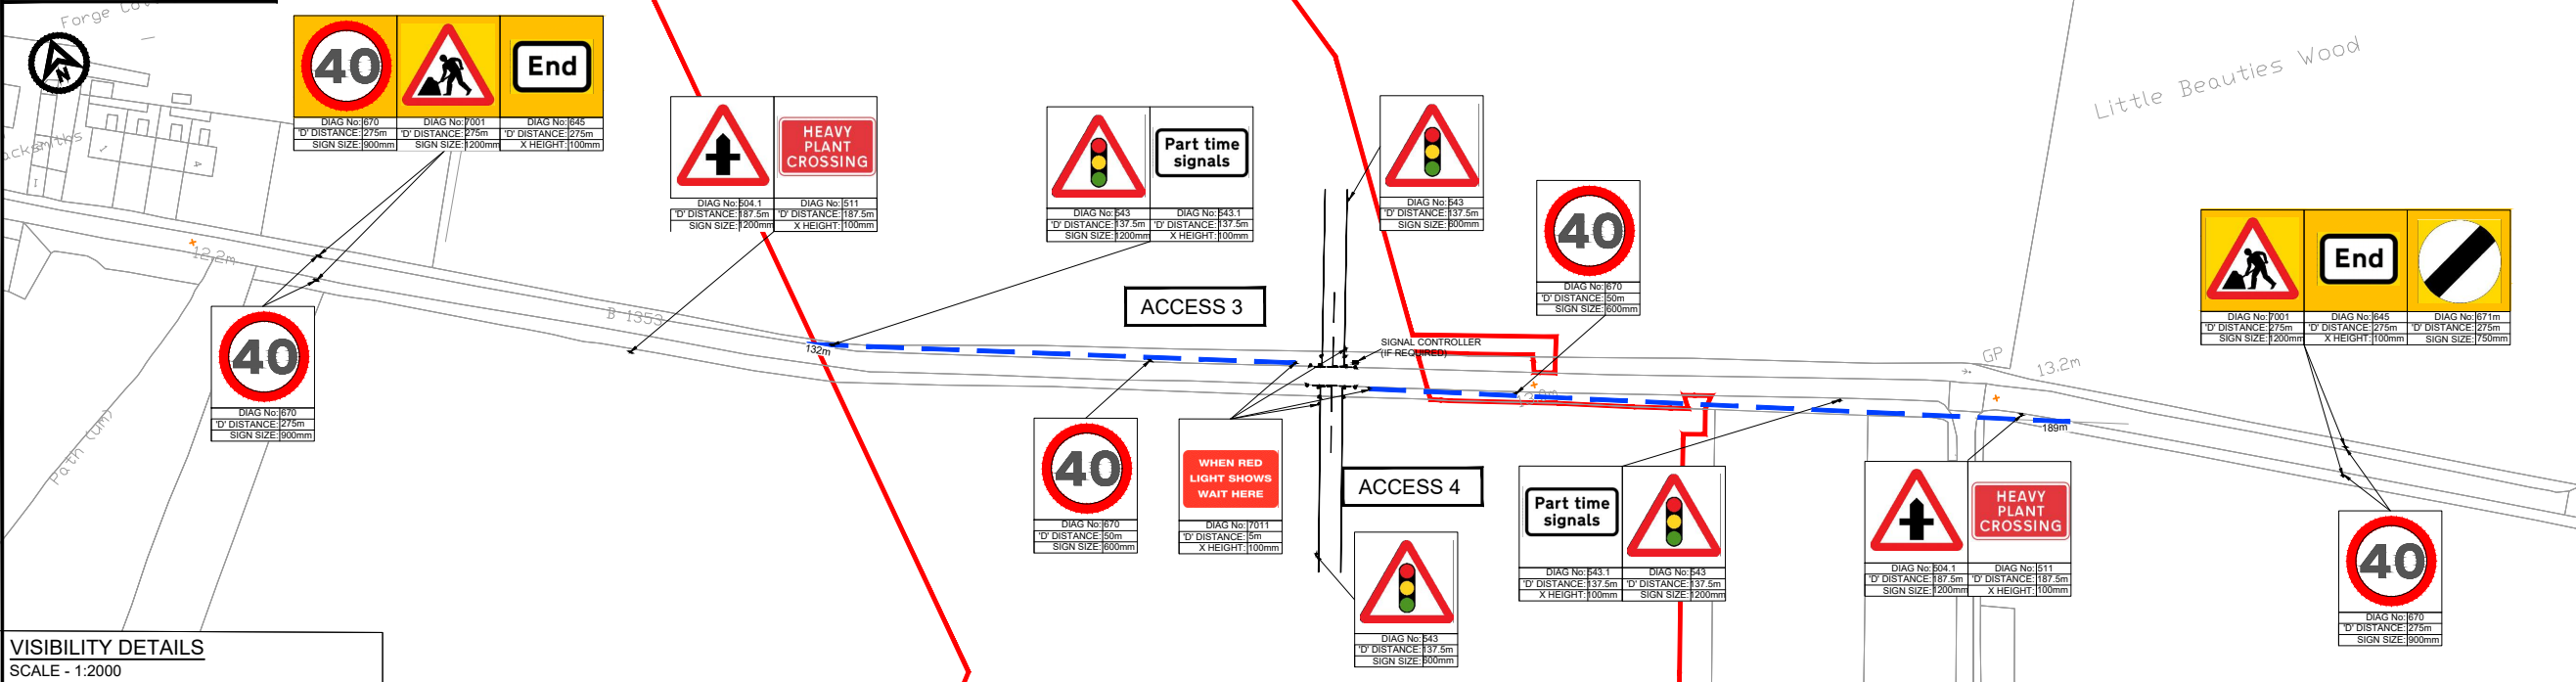 Forge Co
acksmiths
1
4
N
40
End
DIAG No: 670
'D' DISTANCE: 275m
SIGN SIZE: 900mm
DIAG No: 7001
'D' DISTANCE: 275m
SIGN SIZE: 1200mm
DIAG No: 645
'D' DISTANCE: 275m
X HEIGHT: 100mm
12.2m
40
DIAG No: 670
'D' DISTANCE: 275m
SIGN SIZE: 900mm
Path (um)
B 1353
HEAVY
PLANT
CROSSING
DIAG No: 504.1
'D' DISTANCE: 187.5m
SIGN SIZE: 1200mm
DIAG No: 511
'D' DISTANCE: 187.5m
X HEIGHT: 100mm
Part time
signals
DIAG No: 543
'D' DISTANCE: 137.5m
SIGN SIZE: 1200mm
DIAG No: 543.1
'D' DISTANCE: 137.5m
X HEIGHT: 100mm
132m
ACCESS 3
DIAG No: 543
'D' DISTANCE: 137.5m
SIGN SIZE: 600mm
40
DIAG No: 670
'D' DISTANCE: 50m
SIGN SIZE: 600mm
SIGNAL CONTROLLER
(IF REQUIRED)
40
DIAG No: 670
'D' DISTANCE: 50m
SIGN SIZE: 600mm
WHEN RED
LIGHT SHOWS
WAIT HERE
DIAG No: 7011
'D' DISTANCE: 5m
X HEIGHT: 100mm
ACCESS 4
DIAG No: 543
'D' DISTANCE: 137.5m
SIGN SIZE: 600mm
Part time
signals
DIAG No: 543.1
'D' DISTANCE: 137.5m
X HEIGHT: 100mm
DIAG No: 543
'D' DISTANCE: 137.5m
SIGN SIZE: 1200mm
HEAVY
PLANT
CROSSING
DIAG No: 504.1
'D' DISTANCE: 187.5m
SIGN SIZE: 1200mm
DIAG No: 511
'D' DISTANCE: 187.5m
X HEIGHT: 100mm
189m
GP
13.2m
Little Beauties Wood
End
DIAG No: 7001
'D' DISTANCE: 275m
SIGN SIZE: 1200mm
DIAG No: 645
'D' DISTANCE: 275m
X HEIGHT: 100mm
DIAG No: 671m
'D' DISTANCE: 275m
SIGN SIZE: 750mm
40
DIAG No: 670
'D' DISTANCE: 275m
SIGN SIZE: 900mm
VISIBILITY DETAILS
SCALE - 1:2000